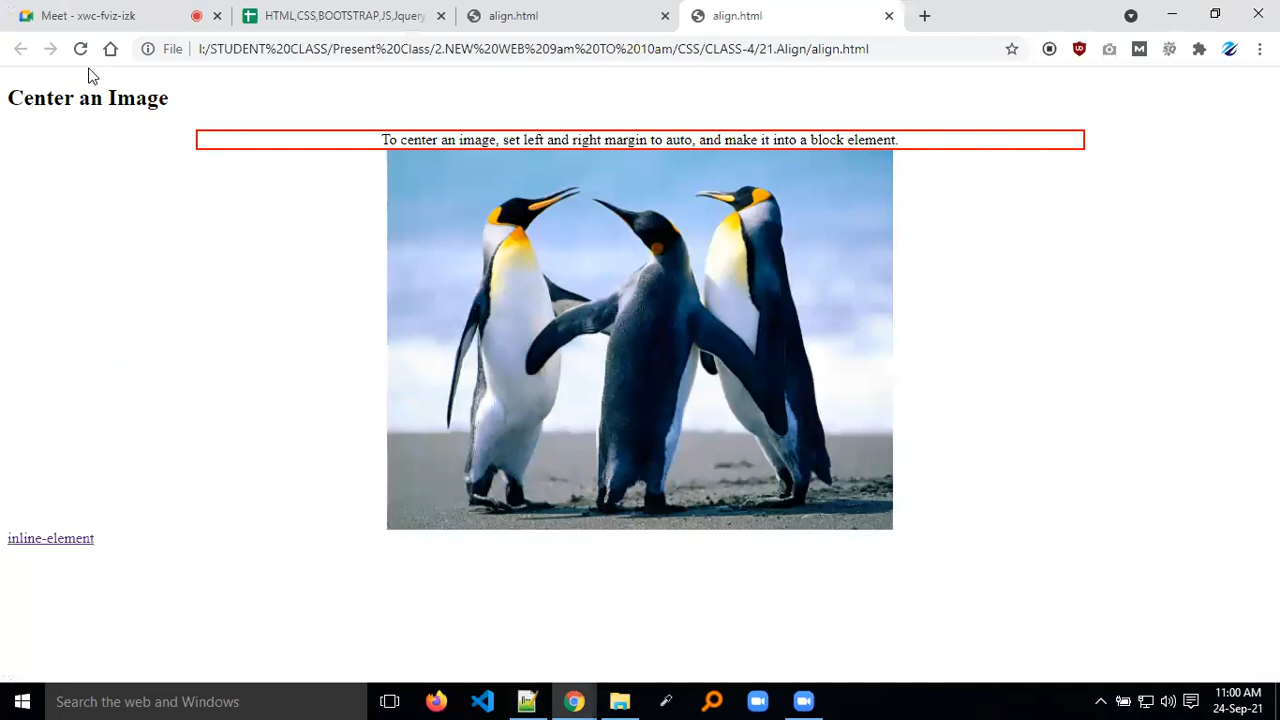 Meet - xwc-fviz-izk
HTML,CSS,BOOTSTRAP,JS,Jquery
align.html
align.html
File
I:/STUDENT%20CLASS/Present%20Class/2.NEW%20WEB%209am%20TO%2010am/CSS/CLASS-4/21.Align/align.html
Center an Image
To center an image, set left and right margin to auto, and make it into a block element.
inline-element
Search the web and Windows
11:00 AM
24-Sep-21